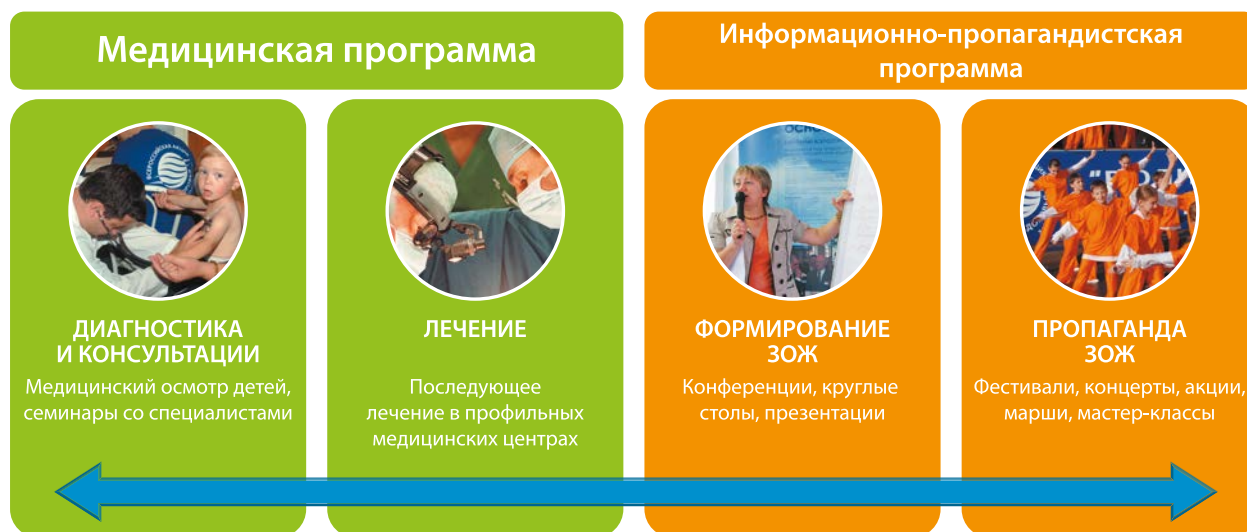 Медицинская программа
Информационно-пропагандистская
программа
ВСЕРОССИЙСКАЯ
ДИАГНОСТИКА
И КОНСУЛЬТАЦИИ
Медицинский осмотр детей,
семинары со специалистами
ЛЕЧЕНИЕ
Последующее
лечение в профильных
медицинских центрах
ФОРМИРОВАНИЕ
ЗОЖ
Конференции, круглые
столы, презентации
ПРОПАГАНДА
ЗОЖ
Фестивали, концерты, акции,
марши, мастер-классы